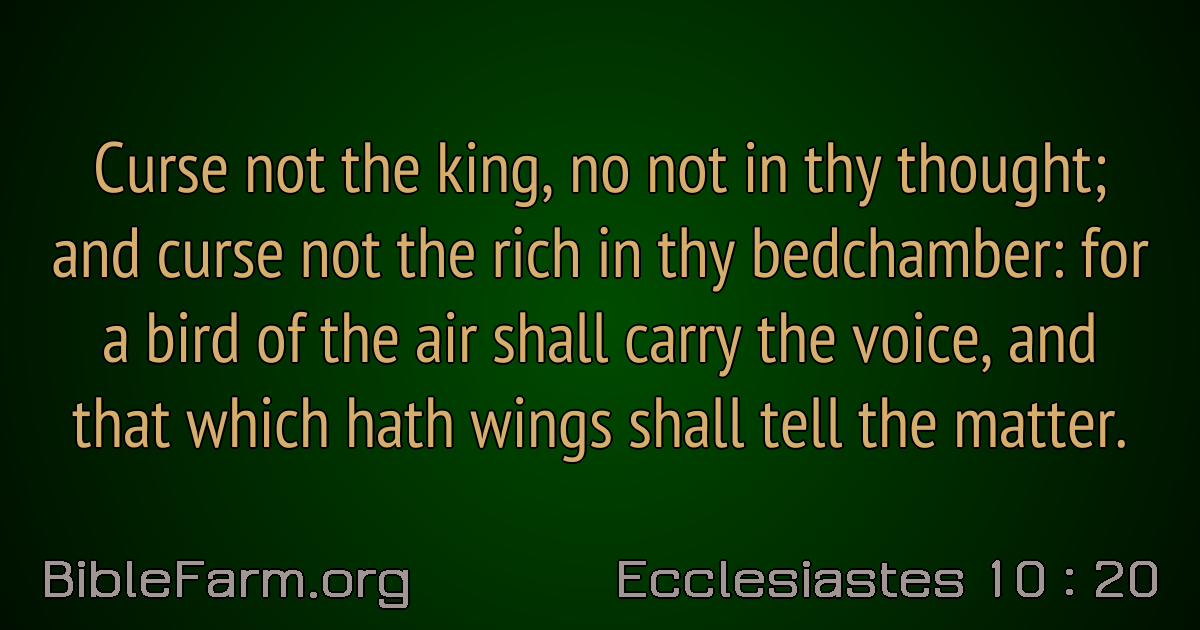 Curse not the king, no not in thy thought;
and curse not the rich in thy bedchamber: for
a bird of the air shall carry the voice, and
that which hath wings shall tell the matter.
BibleFarm.org
Ecclesiastes 10 : 20